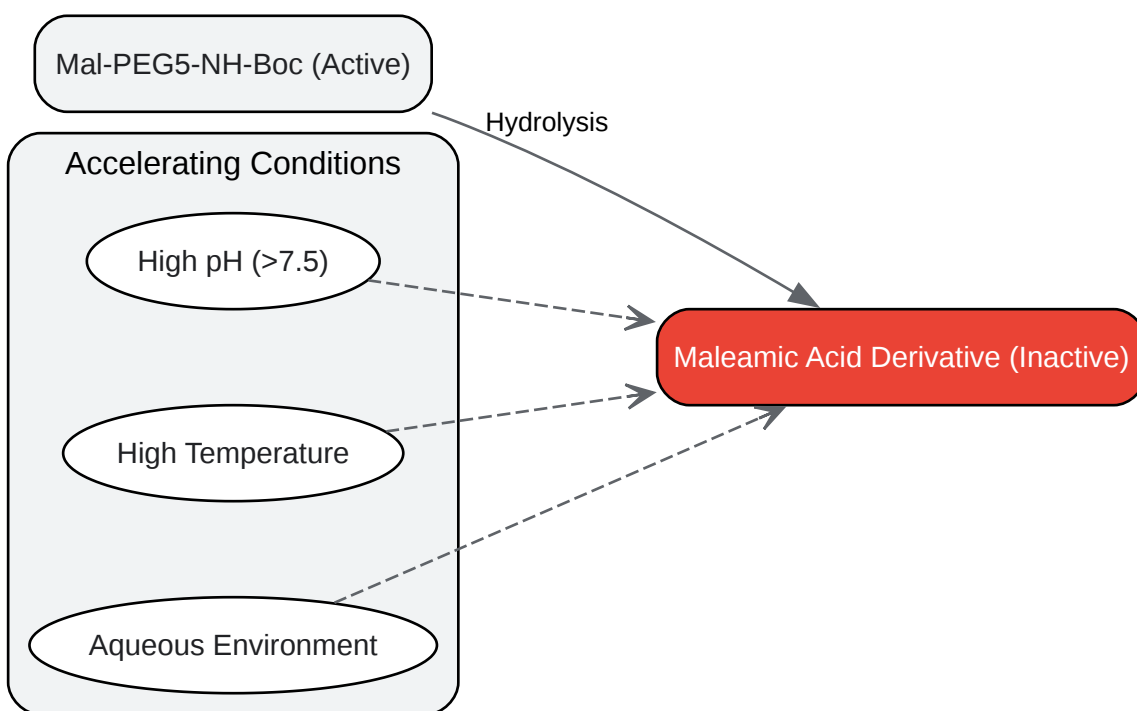 Mal-PEG5-NH-Boc (Active)
Hydrolysis
Accelerating Conditions
High pH (>7.5)
Maleamic Acid Derivative (Inactive)
High Temperature
Aqueous Environment